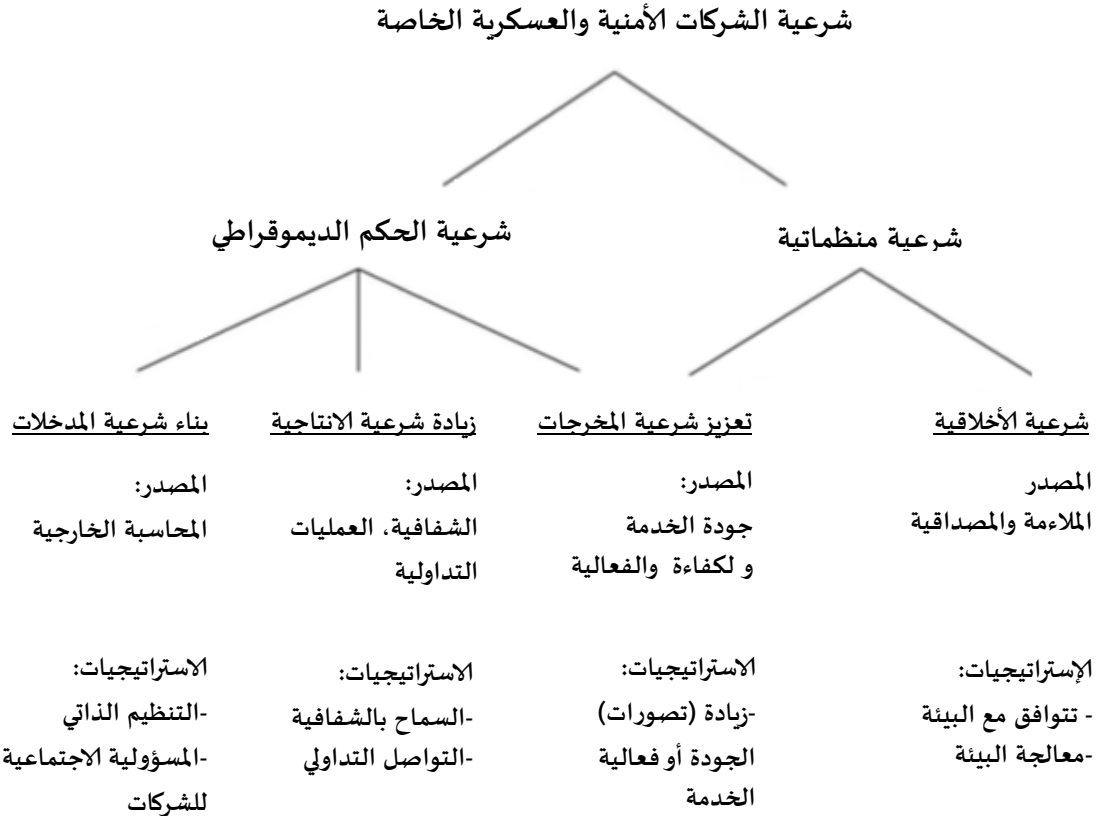 شرعية الشركات الأمنية والعسكرية الخاصة
شرعية منظماتية
شرعية الحكم الديموقراطي
شرعية الأخلاقية
المصدر
الملاءمة والمصداقية
الإستراتيجيات:
- تتوافق مع البيئة
-معالجة البيئة
تعزيز شرعية المخرجات
المصدر:
جودة الخدمة
و لكفاءة والفعالية
الاستراتيجيات:
-زيادة (تصورات)
الجودة أو فعالية
الخدمة
زيادة شرعية الانتاجية
المصدر:
الشفافية، العمليات
التداولية
الاستراتيجيات:
-السماح بالشفافية
-التواصل التداولي
بناء شرعية المدخلات
المصدر:
المحاسبة الخارجية
الاستراتيجيات:
-التنظيم الذاتي
-المسؤولية الاجتماعية
للشركات